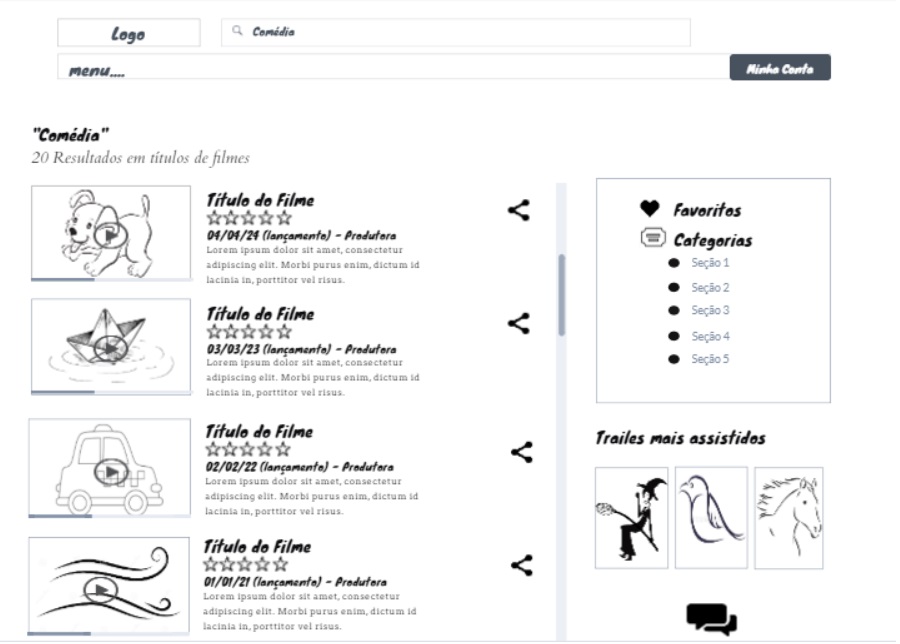 Logo
Comédia
menu....
Minha Conta
"Comédia"
20 Resultados em títulos de filmes
Título do Filme
04/04/24 (lançamento) - Produtora
Lorem ipsum dolor sit amet, consectetur
adipiscing elit. Morbi purus enim, dictum id
lacinia in, porttitor vel risus.
Título do Filme
03/03/23 (lançamento) - Produtora
Lorem ipsum dolor sit amet, consectetur
adipiscing elit. Morbi purus enim, dictum id
lacinia in, porttitor vel risus.
Título do Filme
02/02/22 (lançamento) - Produtora
Lorem ipsum dolor sit amet, consectetur
adipiscing elit. Morbi purus enim, dictum id
lacinia in, porttitor vel risus.
Título do Filme
01/01/21 (lançamento) - Produtora
Lorem ipsum dolor sit amet, consectetur
adipiscing elit. Morbi purus enim, dictum id
lacinia in, porttitor vel risus.
Favoritos
Categorias
Seção 1
Seção 2
Seção 3
Seção 4
Seção 5
Trailes mais assistidos